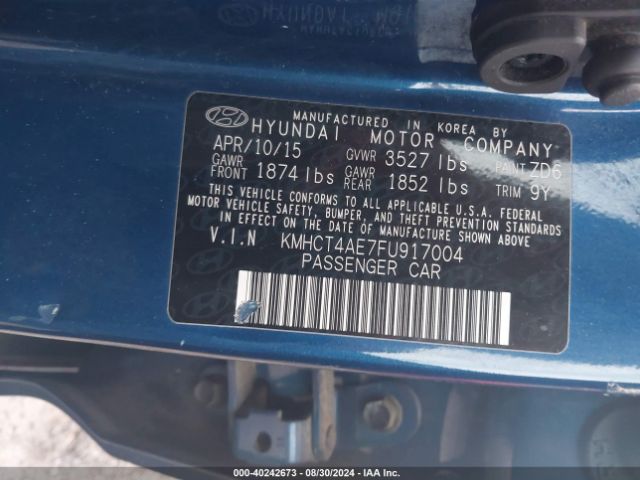 MANUFACTURED IN KOREA BY
HYUNDAI MOTOR COMPANY
APR/10/15 GVWR 3527 lbs PAINT ZD6
GAWR FRONT 1874 lbs GAWR REAR 1852 lbs TRIM 9Y
THIS VEHICLE CONFORMS TO ALL APPLICABLE U.S.A. FEDERAL
MOTOR VEHICLE SAFETY, BUMPER, AND THEFT PREVENTION STANDARDS
IN EFFECT ON THE DATE OF MANUFACTURE SHOWN ABOVE.
V.I.N KMHCT4AE7FU917004
PASSENGER CAR
000-40242673 - 08/30/2024 - IAA Inc.